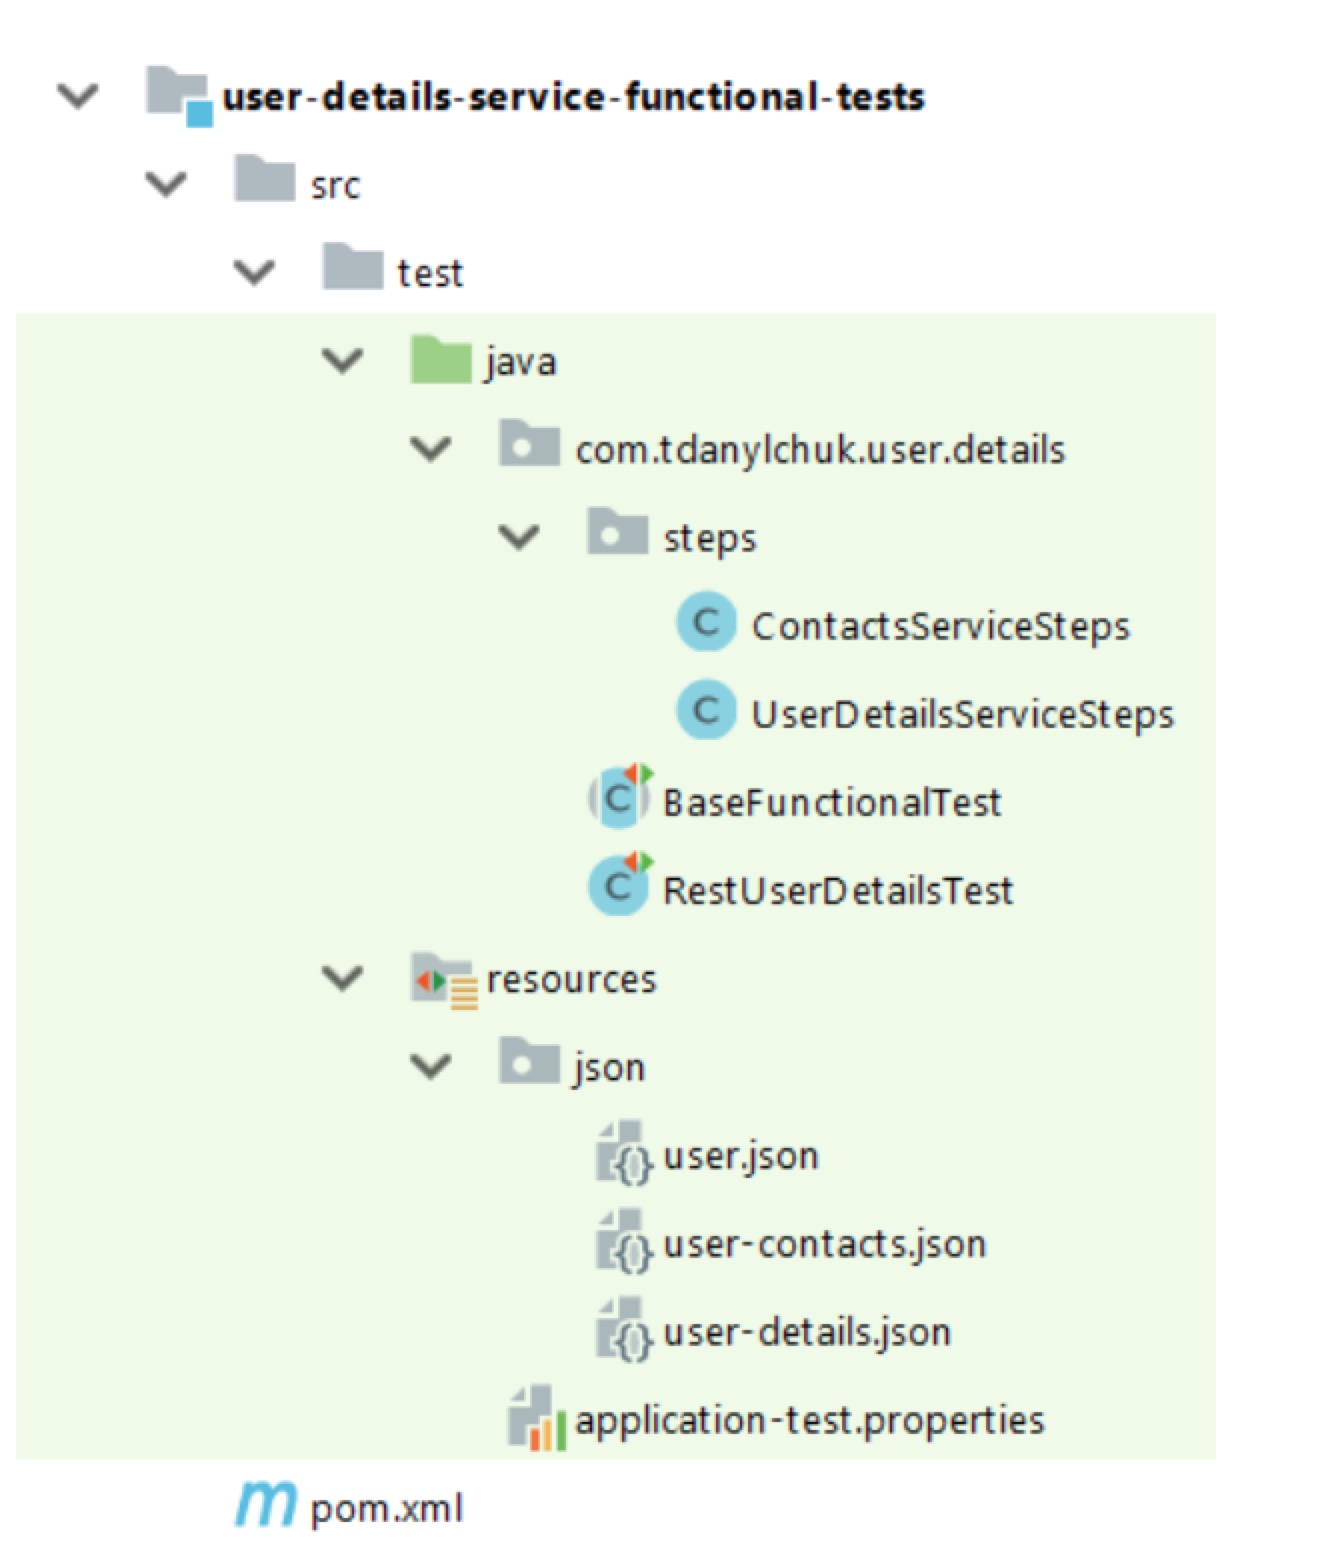 user-details-service-functional-tests
src
test
java
com.tdanylchuk.user.details
steps
C ContactsServiceSteps
C UserDetailsServiceSteps
C BaseFunctionalTest
C RestUserDetailsTest
resources
json
{} user.json
{} user-contacts.json
{} user-details.json
application-test.properties
m pom.xml